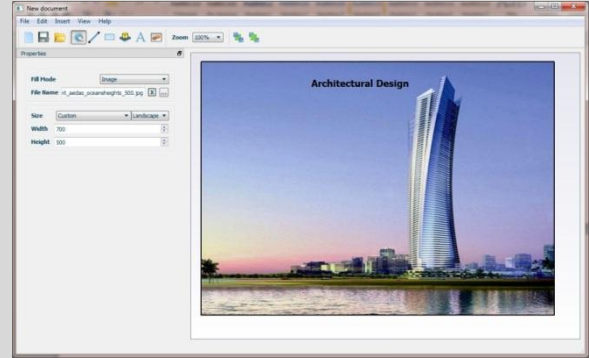 New document
File Edit Insert View Help
A Zoom 100%
Properties
Fill Mode Image
File Name
Size Custom Landscape
Width 700
Height 500
Architectural Design